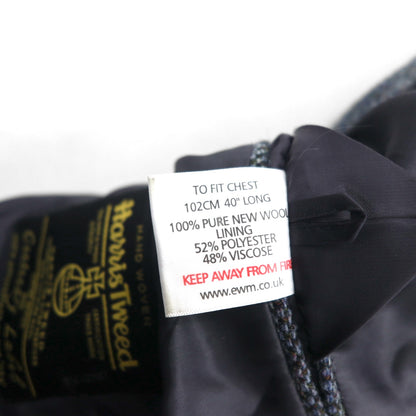 TO FIT CHEST
102CM 40" LONG
100% PURE NEW WOOL
LINING
52% POLYESTER
48% VISCOSE
KEEP AWAY FROM FIRE
www.ewm.co.uk
Harris Tweed
HAND WOVEN